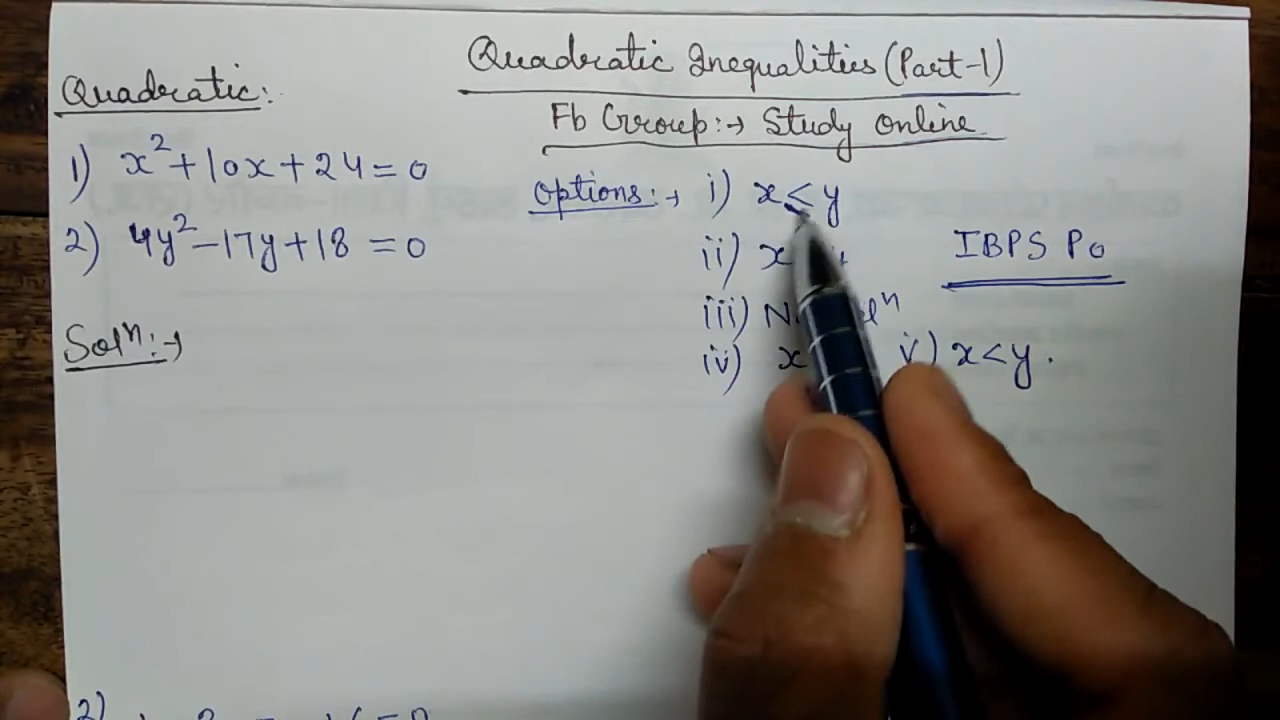 Quadratic Inequalities (Part-1)
Fb Group:→ Study Online
Quadratic:
1) x²+10x+24=0
2) 4y²-17y+18=0
Options:→ i) x≤y
ii) x
IBPS PO
iii)
iv) x
v) x<y.
Solⁿ:→